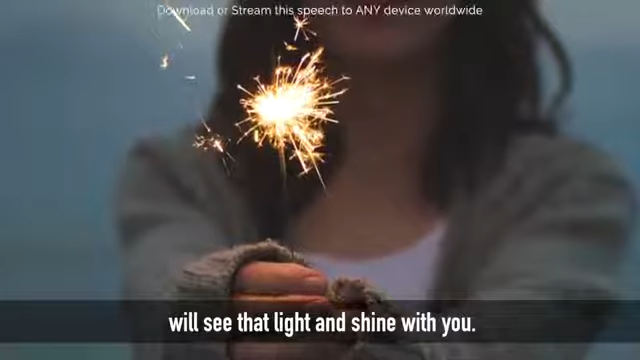 Download or Stream this speech to ANY device worldwide
will see that light and shine with you.